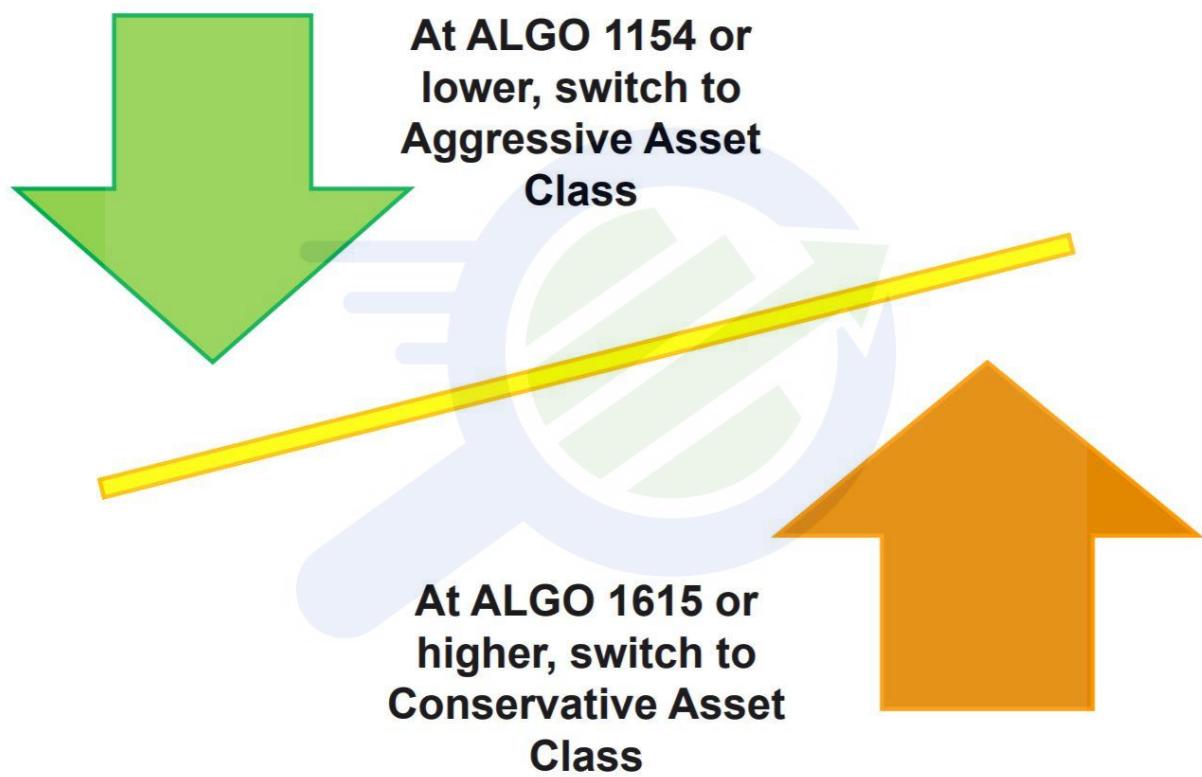 At ALGO 1154 or
lower, switch to
Aggressive Asset
Class
At ALGO 1615 or
higher, switch to
Conservative Asset
Class